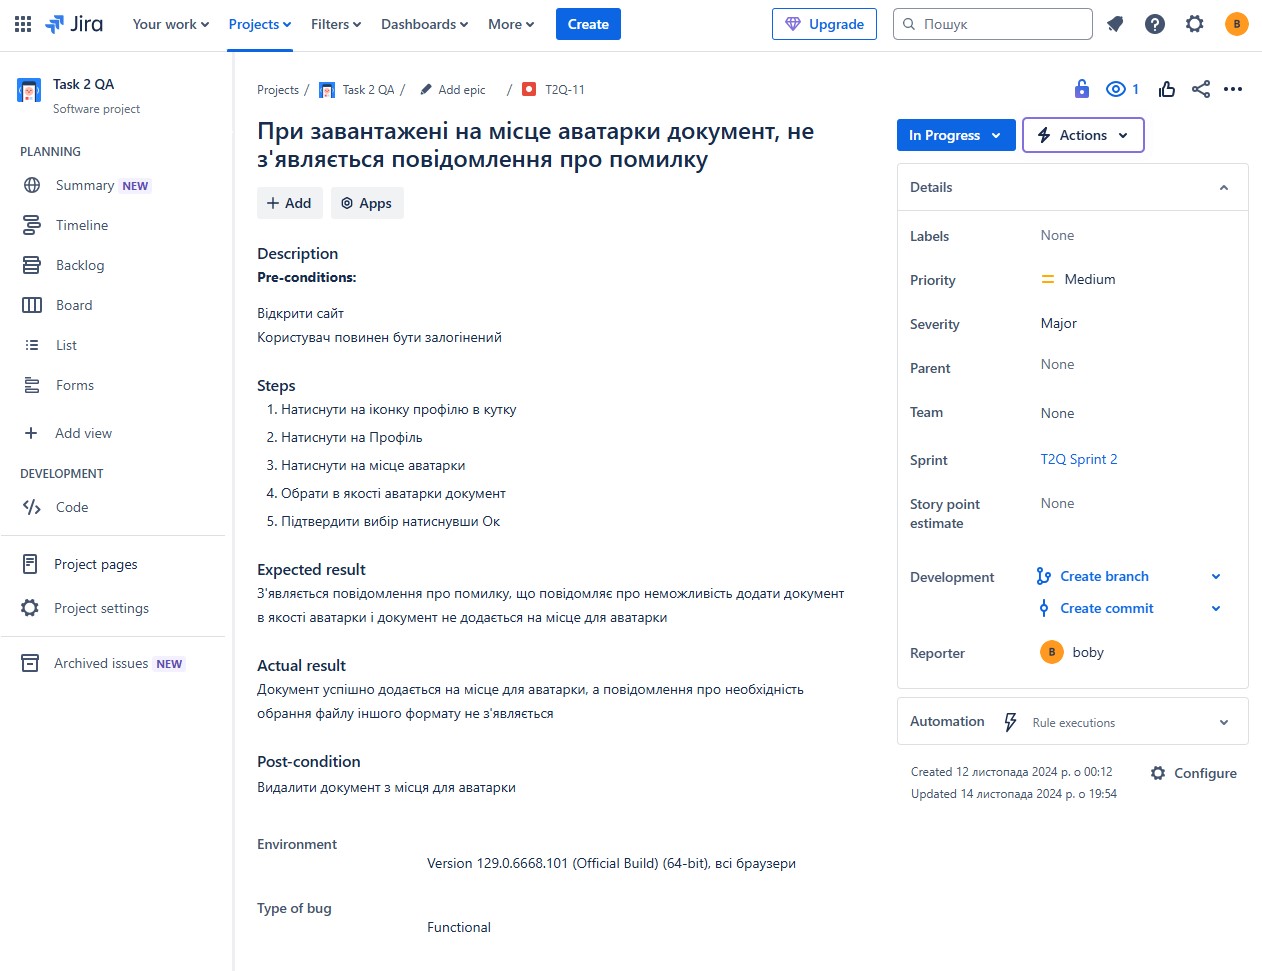 Jira Your work Projects Filters Dashboards More Create Upgrade Пошук B
Task 2 QA
Software project
PLANNING
Summary NEW
Timeline
Backlog
Board
List
Forms
Add view
DEVELOPMENT
Code
Project pages
Project settings
Archived issues NEW
Projects / Task 2 QA / Add epic / T2Q-11
1
При завантажені на місце аватарки документ, не
з'являється повідомлення про помилку
Add Apps
Description
Pre-conditions:
Відкрити сайт
Користувач повинен бути залогінений
Steps
1. Натиснути на іконку профілю в кутку
2. Натиснути на Профіль
3. Натиснути на місце аватарки
4. Обрати в якості аватарки документ
5. Підтвердити вибір натиснувши Ок
Expected result
З'являється повідомлення про помилку, що повідомляє про неможливість додати документ
в якості аватарки і документ не додається на місце для аватарки
Actual result
Документ успішно додається на місце для аватарки, а повідомлення про необхідність
обрання файлу іншого формату не з'являється
Post-condition
Видалити документ з місця для аватарки
Environment
Version 129.0.6668.101 (Official Build) (64-bit), всі браузери
Type of bug
Functional
In Progress Actions
Details
Labels None
Priority Medium
Severity Major
Parent None
Team None
Sprint T2Q Sprint 2
Story point
estimate None
Development Create branch
Create commit
Reporter B boby
Automation Rule executions
Created 12 листопада 2024 р. о 00:12
Updated 14 листопада 2024 р. о 19:54
Configure